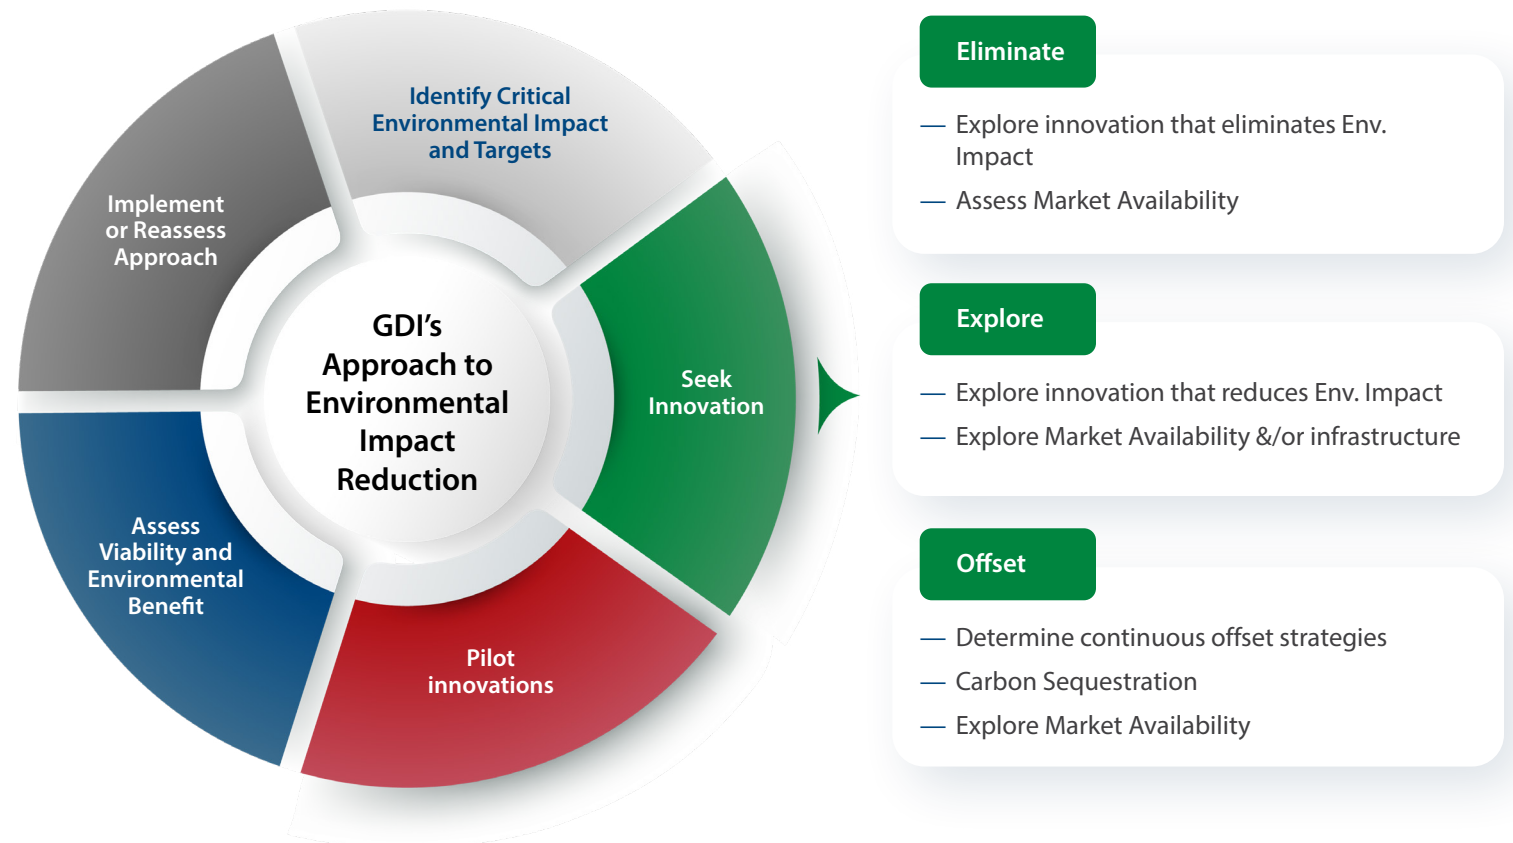 Identify Critical
Environmental Impact
and Targets
Implement
or Reassess
Approach
GDI’s
Approach to
Environmental
Impact
Reduction
Seek
Innovation
Assess
Viability and
Environmental
Benefit
Pilot
innovations
Eliminate
— Explore innovation that eliminates Env.
Impact
— Assess Market Availability
Explore
— Explore innovation that reduces Env. Impact
— Explore Market Availability &/or infrastructure
Offset
— Determine continuous offset strategies
— Carbon Sequestration
— Explore Market Availability